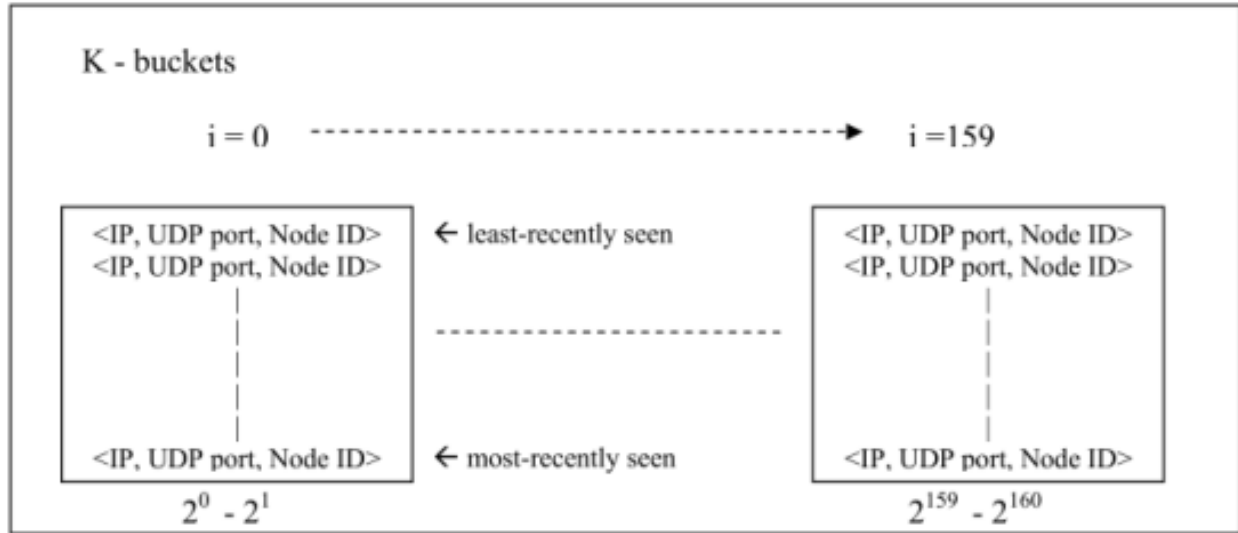 K - buckets
i = 0
i =159
<IP, UDP port, Node ID>
<IP, UDP port, Node ID>
← least-recently seen
<IP, UDP port, Node ID>
<IP, UDP port, Node ID>
<IP, UDP port, Node ID>
← most-recently seen
<IP, UDP port, Node ID>
2⁰ - 2¹
2¹⁵⁹ - 2¹⁶⁰